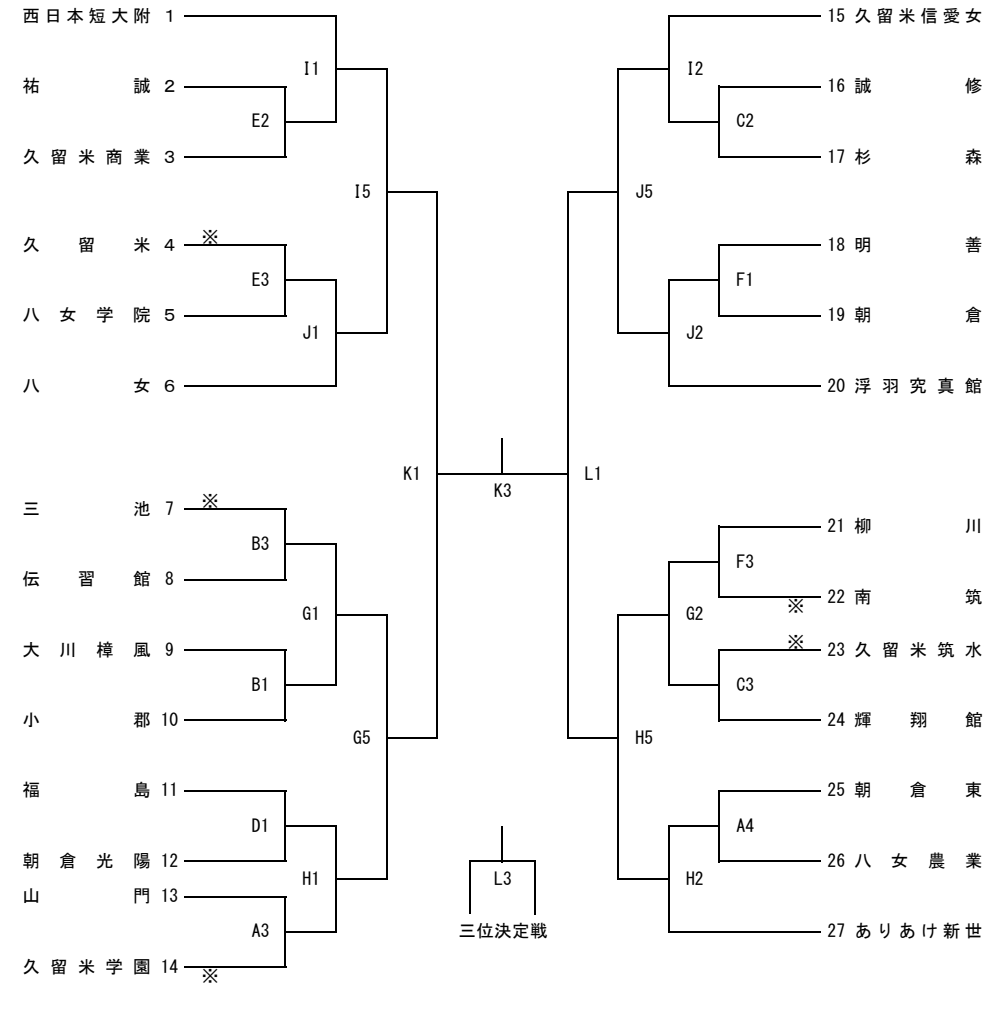 西日本短大附 1
I1
祐誠 2
E2
久留米商業 3
I5
久留米 4 ※
E3
八女学院 5
J1
八女 6
K1
三池 7 ※
B3
伝習館 8
G1
大川樟風 9
B1
小郡 10
G5
福島 11
D1
朝倉光陽 12
H1
山門 13
A3
久留米学園 14 ※
K3
L3
三位決定戦
15 久留米信愛女
I2
16 誠修
C2
17 杉森
J5
18 明善
F1
19 朝倉
J2
20 浮羽究真館
L1
21 柳川
F3
22 南筑
※
G2
※
23 久留米筑水
C3
24 輝翔館
H5
25 朝倉東
A4
26 八女農業
H2
27 ありあけ新世